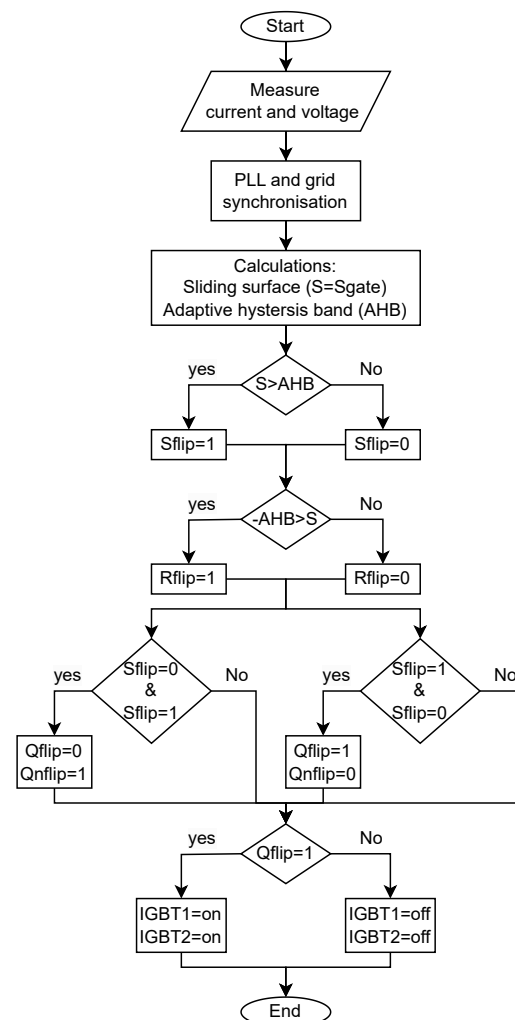 Start
Measure
current and voltage
PLL and grid
synchronisation
Calculations:
Sliding surface (S=Sgate)
Adaptive hystersis band (AHB)
yes
S>AHB
No
Sflip=1
Sflip=0
yes
-AHB>S
No
Rflip=1
Rflip=0
yes
Sflip=0
&
Sflip=1
No
yes
Sflip=1
&
Sflip=0
No
Qflip=0
Qnflip=1
Qflip=1
Qnflip=0
yes
Qflip=1
No
IGBT1=on
IGBT2=on
IGBT1=off
IGBT2=off
End